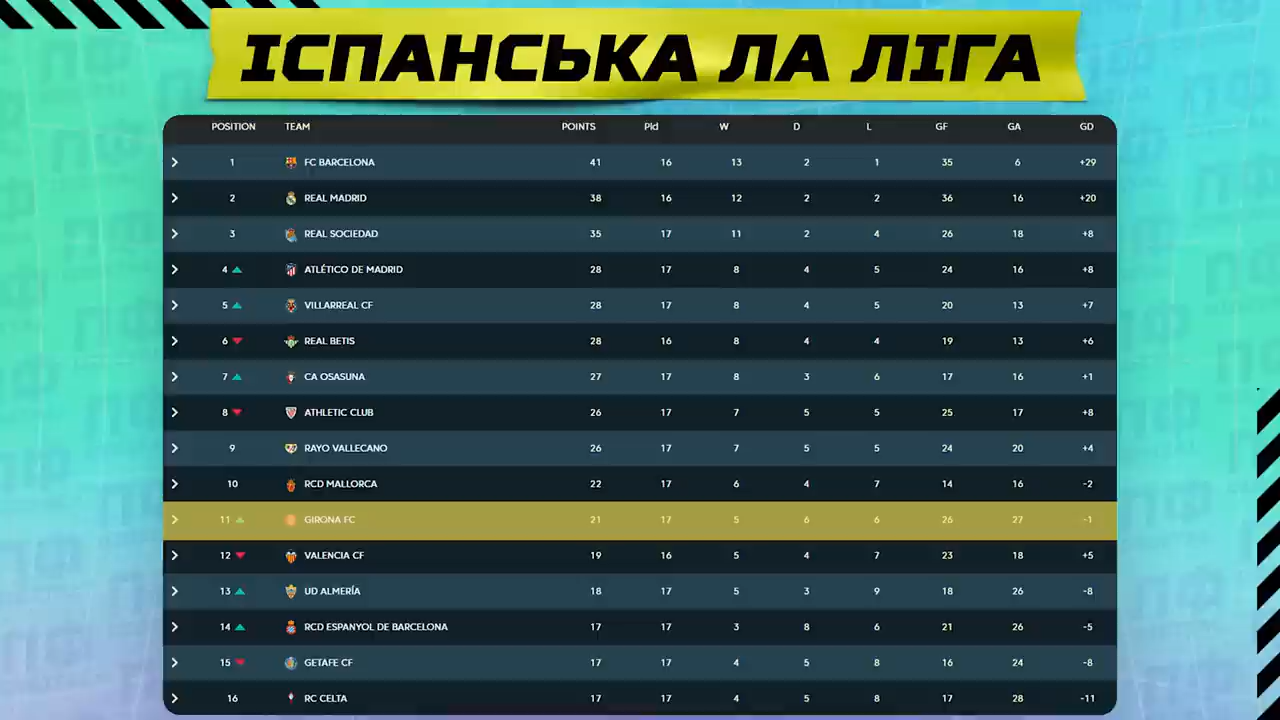 ІСПАНСЬКА ЛА ЛІГА
POSITION TEAM POINTS Pld W D L GF GA GD
1 FC BARCELONA 41 16 13 2 1 35 6 +29
2 REAL MADRID 38 16 12 2 2 36 16 +20
3 REAL SOCIEDAD 35 17 11 2 4 26 18 +8
4 ATLÉTICO DE MADRID 28 17 8 4 5 24 16 +8
5 VILLARREAL CF 28 17 8 4 5 20 13 +7
6 REAL BETIS 28 16 8 4 4 19 13 +6
7 CA OSASUNA 27 17 8 3 6 17 16 +1
8 ATHLETIC CLUB 26 17 7 5 5 25 17 +8
9 RAYO VALLECANO 26 17 7 5 5 24 20 +4
10 RCD MALLORCA 22 17 6 4 7 14 16 -2
11 GIRONA FC 21 17 5 6 6 26 27 -1
12 VALENCIA CF 19 16 5 4 7 23 18 +5
13 UD ALMERÍA 18 17 5 3 9 18 26 -8
14 RCD ESPANYOL DE BARCELONA 17 17 3 8 6 21 26 -5
15 GETAFE CF 17 17 4 5 8 16 24 -8
16 RC CELTA 17 17 4 5 8 17 28 -11